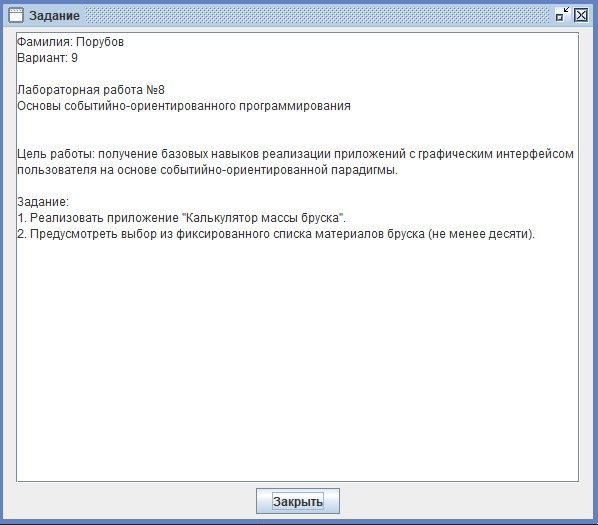 Задание
Фамилия: Порубов
Вариант: 9
Лабораторная работа №8
Основы событийно-ориентированного программирования
Цель работы: получение базовых навыков реализации приложений с графическим интерфейсом
пользователя на основе событийно-ориентированной парадигмы.
Задание:
1. Реализовать приложение "Калькулятор массы бруска".
2. Предусмотреть выбор из фиксированного списка материалов бруска (не менее десяти).
Закрыть